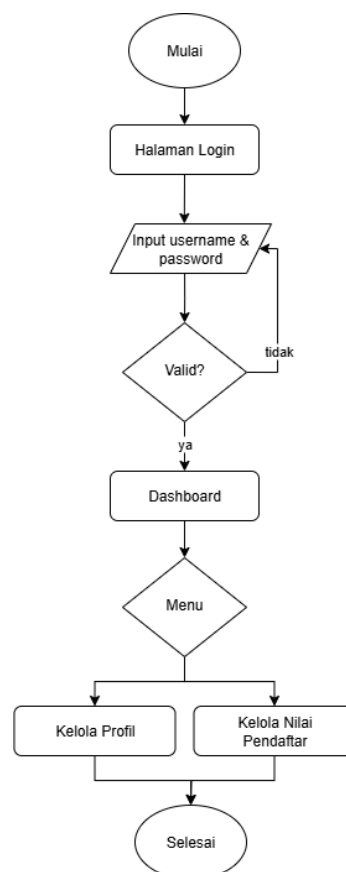 Mulai
Halaman Login
Input username &
password
tidak
Valid?
ya
Dashboard
Menu
Kelola Profil
Kelola Nilai
Pendaftar
Selesai